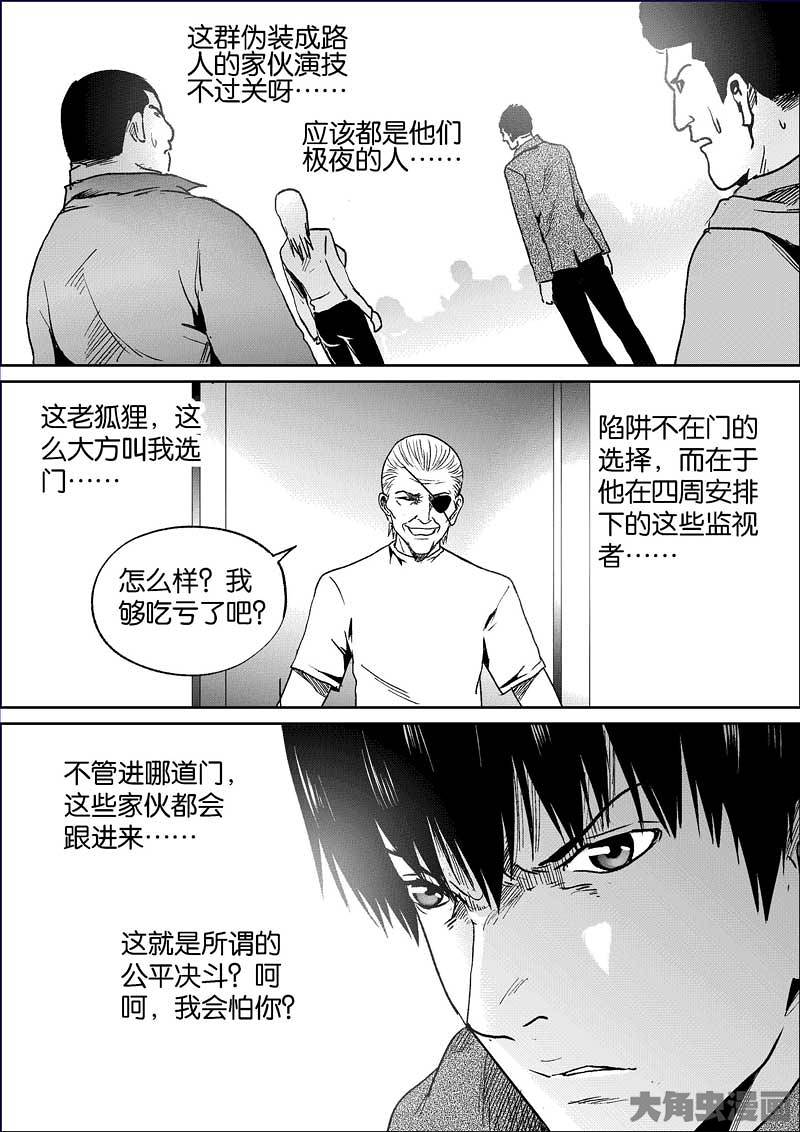 这群伪装成路
人的家伙演技
不过关呀……
应该都是他们
极夜的人……
这老狐狸，这
么大方叫我选
门……
怎么样？我
够吃亏了吧？
陷阱不在门的
选择，而在于
他在四周安排
下的这些监视
者……
不管进哪道门，
这些家伙都会
跟进来……
这就是所谓的
公平决斗？呵
呵，我会怕你？
大角虫漫画